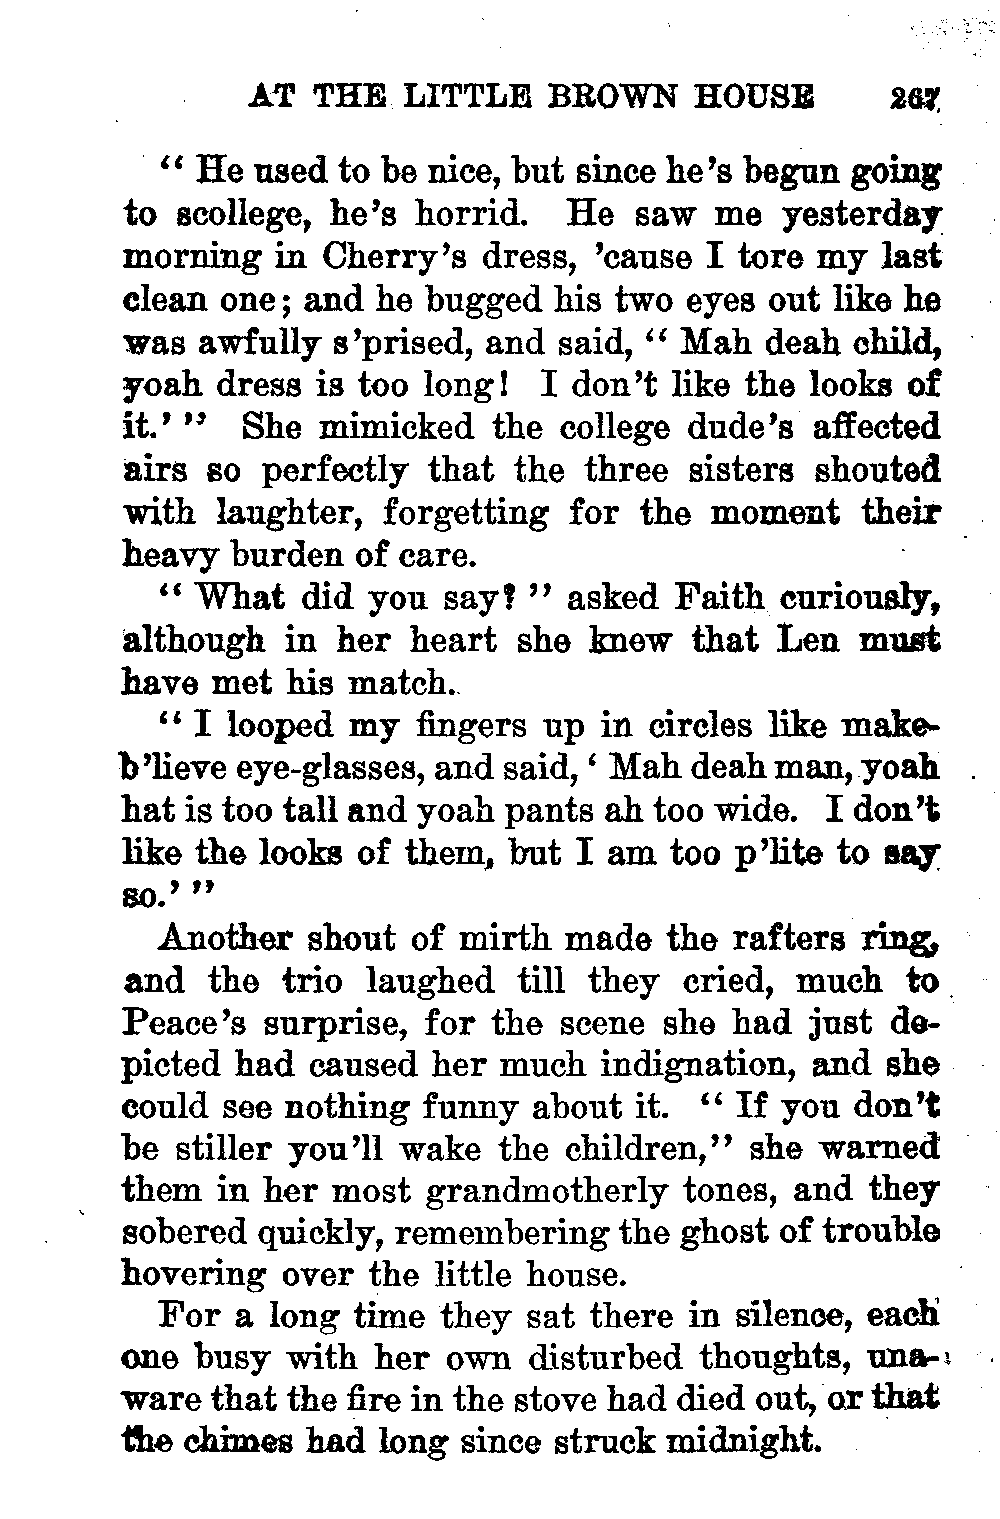 AT THE LITTLE BROWN HOUSE 267
“ He used to be nice, but since he’s begun going
to scollege, he’s horrid. He saw me yesterday
morning in Cherry’s dress, ’cause I tore my last
clean one; and he bugged his two eyes out like he
was awfully s’prised, and said, “ Mah deah child,
yoah dress is too long! I don’t like the looks of
it.’ ” She mimicked the college dude’s affected
airs so perfectly that the three sisters shouted
with laughter, forgetting for the moment their
heavy burden of care.
“ What did you say? ” asked Faith curiously,
although in her heart she knew that Len must
have met his match.
“ I looped my fingers up in circles like make-
b’lieve eye-glasses, and said, ‘ Mah deah man, yoah
hat is too tall and yoah pants ah too wide. I don’t
like the looks of them, but I am too p’lite to say
so.’ ”
Another shout of mirth made the rafters ring,
and the trio laughed till they cried, much to
Peace’s surprise, for the scene she had just de-
picted had caused her much indignation, and she
could see nothing funny about it. “ If you don’t
be stiller you’ll wake the children,” she warned
them in her most grandmotherly tones, and they
sobered quickly, remembering the ghost of trouble
hovering over the little house.
For a long time they sat there in silence, each
one busy with her own disturbed thoughts, una-
ware that the fire in the stove had died out, or that
the chimes had long since struck midnight.